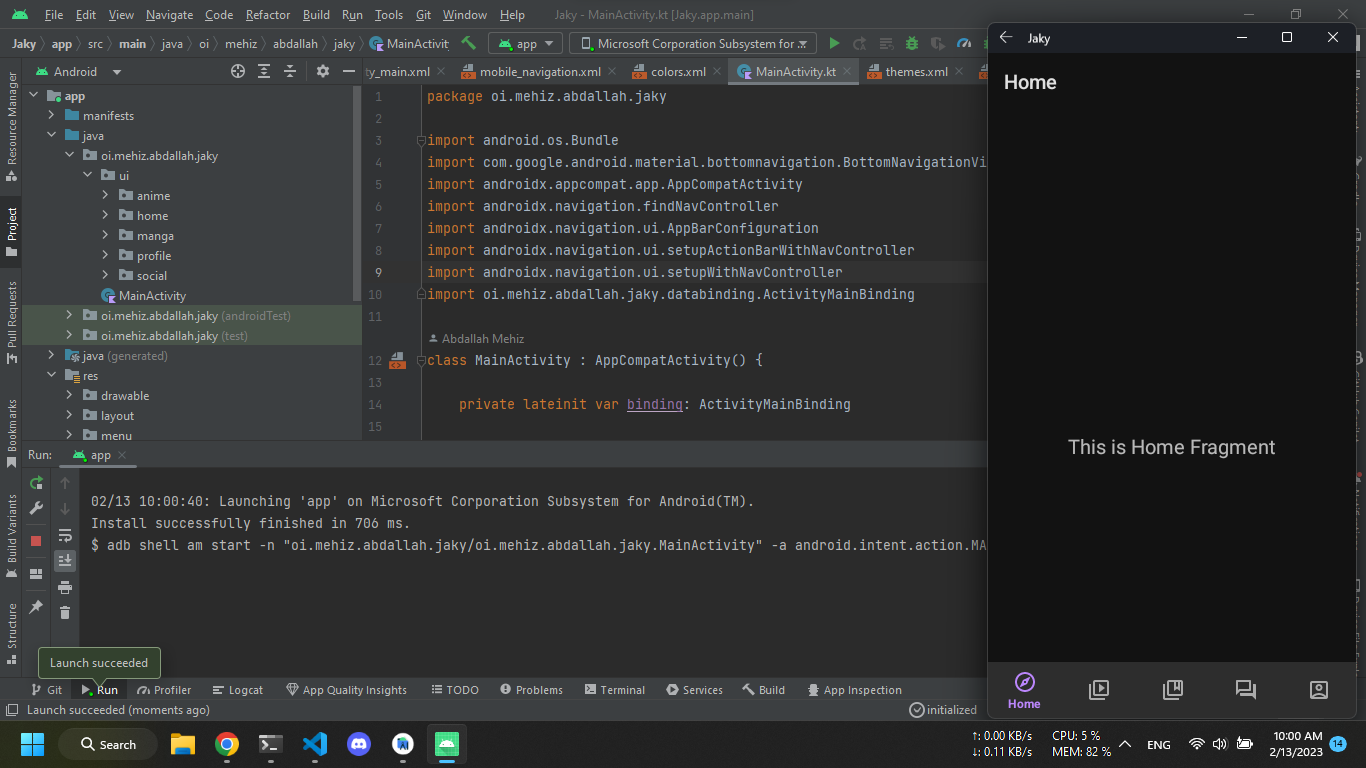 File Edit View Navigate Code Refactor Build Run Tools Git Window Help Jaky - MainActivity.kt [Jaky.app.main]
Jaky app src main java oi mehiz abdallah jaky MainActivit app Microsoft Corporation Subsystem for
Android
ty_main.xml mobile_navigation.xml colors.xml MainActivity.kt themes.xml
Resource Manager
Project
Pull Requests
Bookmarks
Build Variants
Structure
app
manifests
java
oi.mehiz.abdallah.jaky
ui
anime
home
manga
profile
social
MainActivity
oi.mehiz.abdallah.jaky (androidTest)
oi.mehiz.abdallah.jaky (test)
java (generated)
res
drawable
layout
menu
1 package oi.mehiz.abdallah.jaky
2
3 import android.os.Bundle
4 import com.google.android.material.bottomnavigation.BottomNavigationVi
5 import androidx.appcompat.app.AppCompatActivity
6 import androidx.navigation.findNavController
7 import androidx.navigation.ui.AppBarConfiguration
8 import androidx.navigation.ui.setupActionBarWithNavController
9 import androidx.navigation.ui.setupWithNavController
10 import oi.mehiz.abdallah.jaky.databinding.ActivityMainBinding
11
Abdallah Mehiz
12 class MainActivity : AppCompatActivity() {
13
14 private lateinit var binding: ActivityMainBinding
15
Run: app
02/13 10:00:40: Launching 'app' on Microsoft Corporation Subsystem for Android(TM).
Install successfully finished in 706 ms.
$ adb shell am start -n "oi.mehiz.abdallah.jaky/oi.mehiz.abdallah.jaky.MainActivity" -a android.intent.action.MA
Launch succeeded
Git Run Profiler Logcat App Quality Insights TODO Problems Terminal Services Build App Inspection
Launch succeeded (moments ago) initialized
Jaky
Home
This is Home Fragment
Home
Search
↑: 0.00 KB/s CPU: 5 %
↓: 0.11 KB/s MEM: 82 %
ENG
10:00 AM
2/13/2023
14